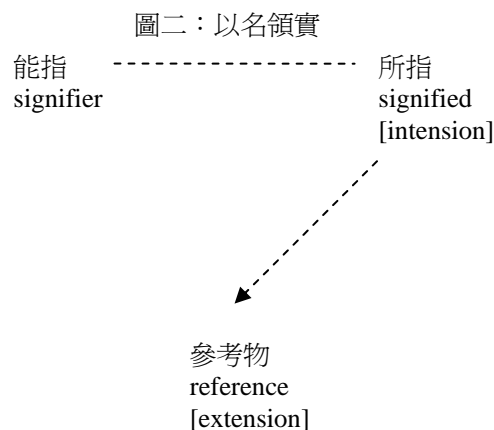 圖二：以名領實
能指 所指
signifier signified
[intension]
參考物
reference
[extension]